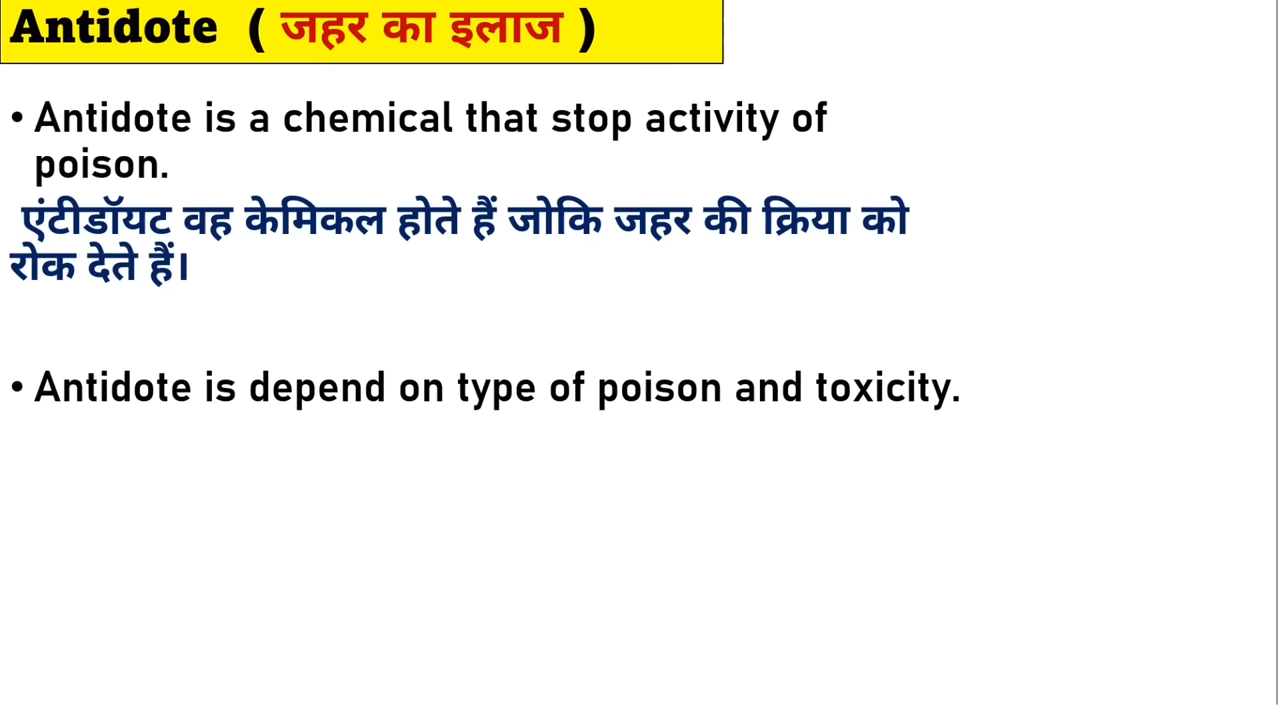 Antidote ( जहर का इलाज )
• Antidote is a chemical that stop activity of
poison.
एंटीडॉयट वह केमिकल होते हैं जोकि जहर की क्रिया को
रोक देते हैं।
• Antidote is depend on type of poison and toxicity.